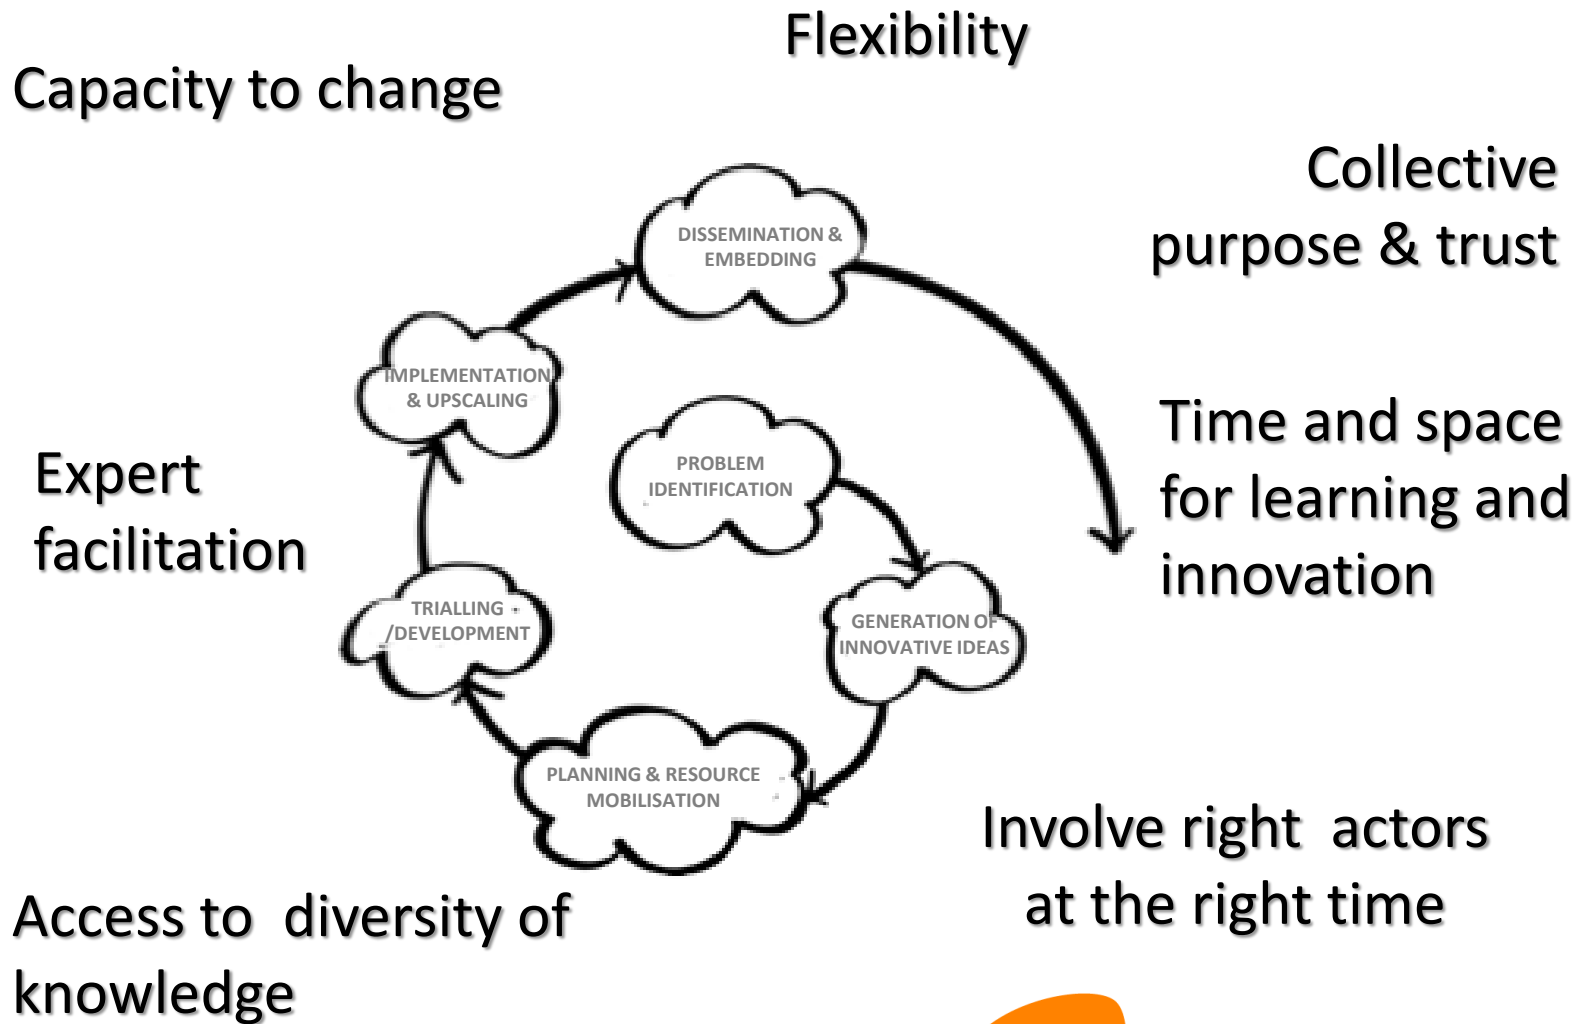 Flexibility
Capacity to change
Collective
purpose & trust
DISSEMINATION &
EMBEDDING
IMPLEMENTATION
& UPSCALING
Time and space
for learning and
innovation
Expert
facilitation
PROBLEM
IDENTIFICATION
TRIALLING
/DEVELOPMENT
GENERATION OF
INNOVATIVE IDEAS
PLANNING & RESOURCE
MOBILISATION
Involve right actors
at the right time
Access to diversity of
knowledge